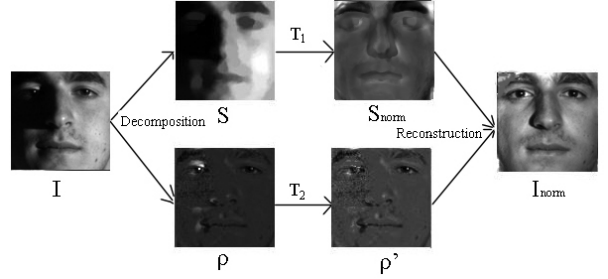 T1
S
Snorm
Decomposition
Reconstruction
I
Inorm
T2
ρ
ρ’